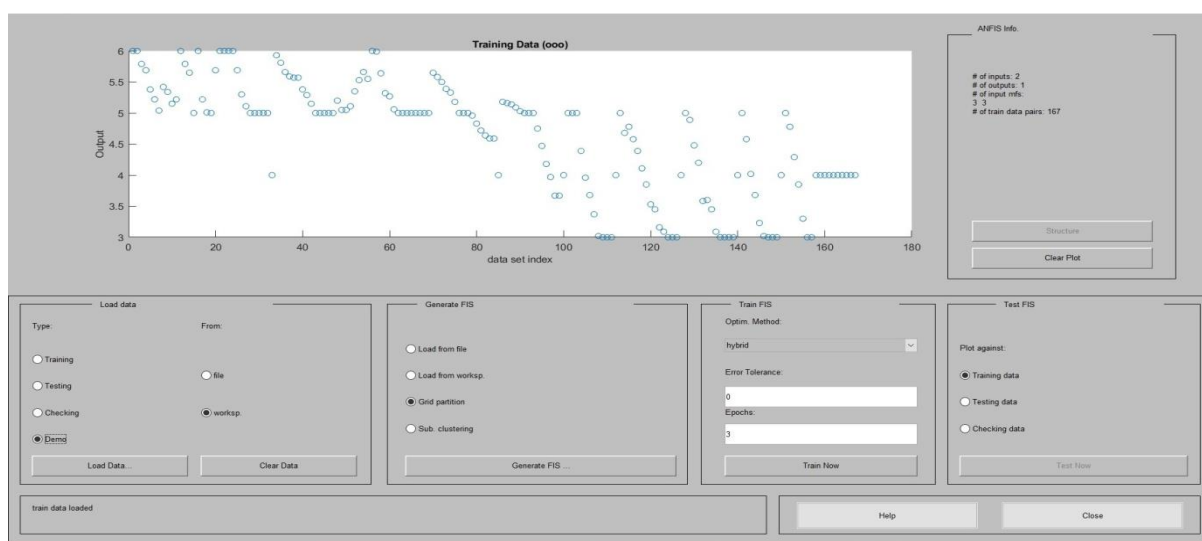 Training Data (ooo)
6
5.5
5
4.5
4
3.5
3
Output
0
20
40
60
80
100
120
140
160
180
data set index
ANFIS Info.
# of inputs: 2
# of outputs: 1
# of input mfs:
3 3
# of train data pairs: 167
Structure
Clear Plot
Load data
Type:
From:
Training
Testing
Checking
Demo
file
worksp.
Load Data...
Clear Data
Generate FIS
Load from file
Load from worksp.
Grid partition
Sub. clustering
Generate FIS ...
Train FIS
Optim. Method:
hybrid
Error Tolerance:
0
Epochs:
3
Train Now
Test FIS
Plot against:
Training data
Testing data
Checking data
Test Now
train data loaded
Help
Close